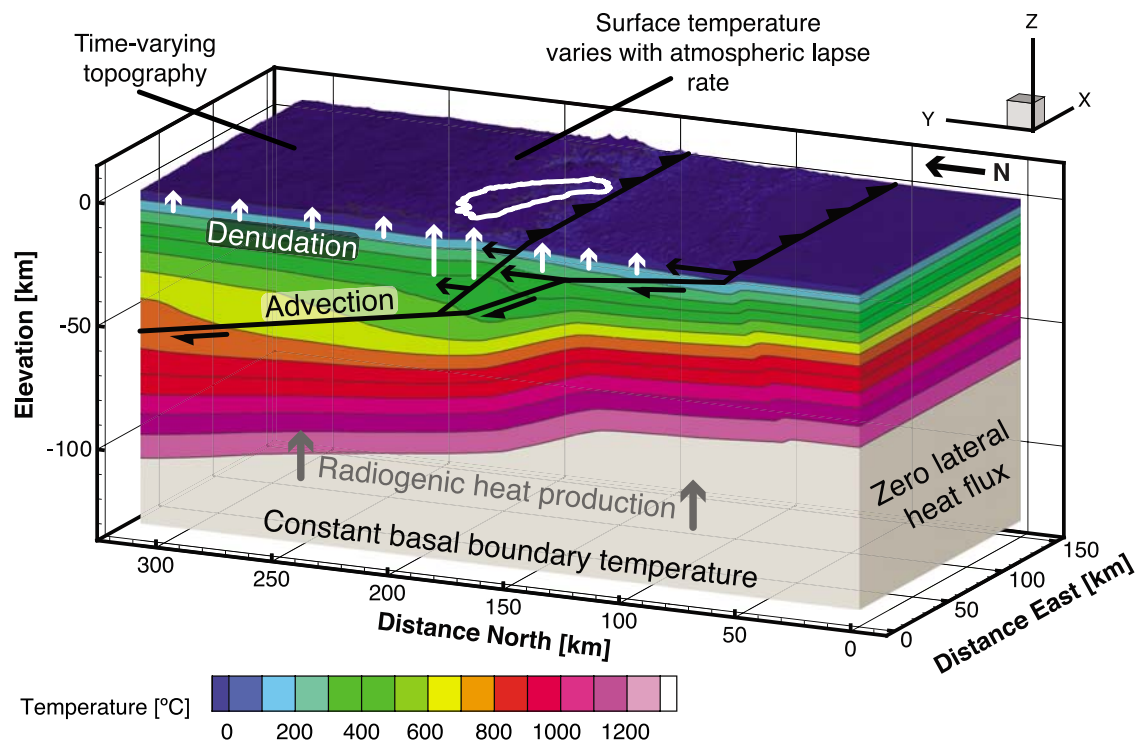 Time-varying
topography
Surface temperature
varies with atmospheric lapse
rate
Z
X
Y
N
0
-50
-100
Elevation [km]
Denudation
Advection
Radiogenic heat production
Constant basal boundary temperature
Zero lateral
heat flux
300
250
200
150
100
50
0
Distance North [km]
0
50
100
150
Distance East [km]
Temperature [ºC]
0
200
400
600
800
1000
1200